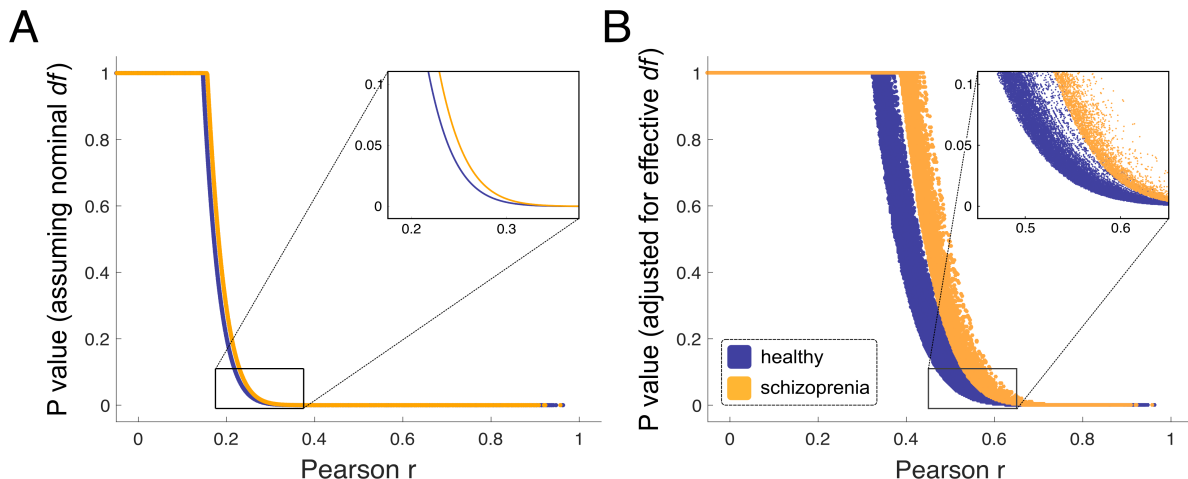 A
P value (assuming nominal df)
1
0.8
0.6
0.4
0.2
0
0 0.2 0.4 0.6 0.8 1
Pearson r
0.1
0.05
0
0.2 0.3
B
P value (adjusted for effective df)
1
0.8
0.6
0.4
0.2
0
0 0.2 0.4 0.6 0.8 1
Pearson r
0.1
0.05
0
0.5 0.6
healthy
schizoprenia